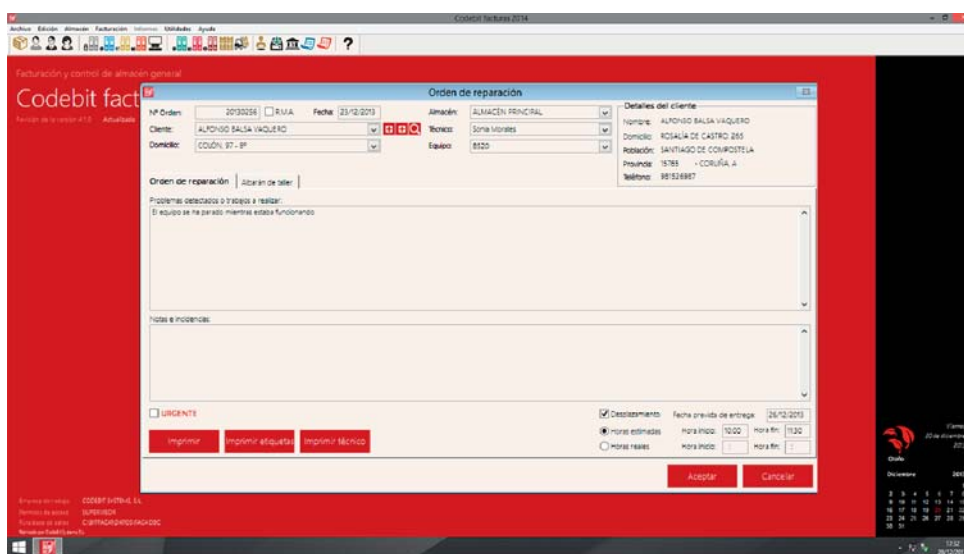 Codebit facturas 2014
Archivo Edición Almacén Facturación Informes Utilidades Ayuda
Facturación y control de almacén general
Codebit fact
Orden de reparación
Nº Orden: 20130256 R.M.A. Fecha: 23/12/2013 Almacén: ALMACÉN PRINCIPAL
Cliente: ALFONSO BALSA VAQUERO Técnico: Sonia Morales
Domicilio: COLÓN, 97 - 8º Equipo: 8520
Detalles del cliente
Nombre: ALFONSO BALSA VAQUERO
Domicilio: ROSALÍA DE CASTRO, 265
Población: SANTIAGO DE COMPOSTELA
Provincia: 15765 - CORUÑA, A
Teléfono: 981526987
Orden de reparación Albarán de taller
Problemas detectados o trabajos a realizar:
El equipo se ha parado mientras estaba funcionando
Notas e incidencias:
URGENTE
Desplazamiento Fecha prevista de entrega: 26/12/2013
Horas estimadas Hora inicio: 10:00 Hora fin: 11:30
Horas reales Hora inicio: : Hora fin: :
Imprimir Imprimir etiquetas Imprimir técnico
Aceptar Cancelar
Otoño
Diciembre
CODEBIT SYSTEMS, S.L.
SUPERVISOR